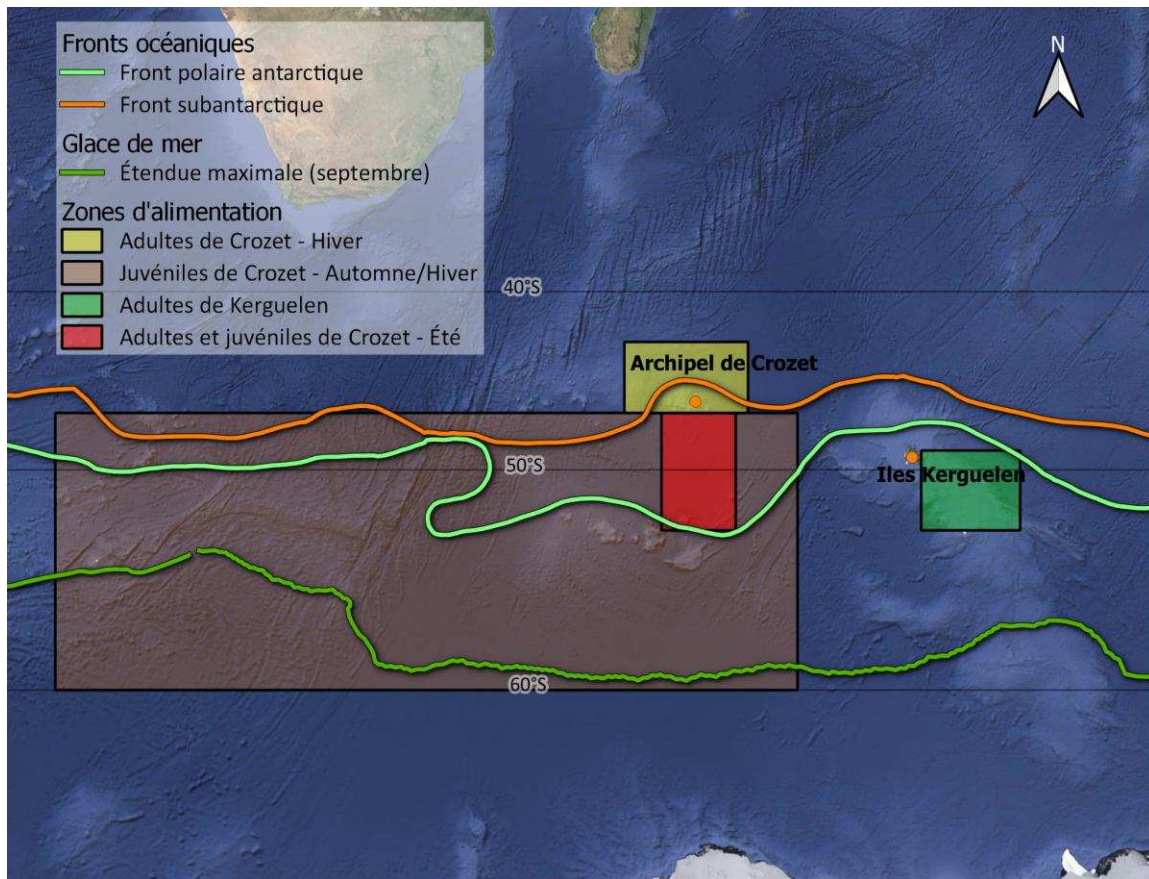 Fronts océaniques
Front polaire antarctique
Front subantarctique
Glace de mer
Étendue maximale (septembre)
Zones d'alimentation
Adultes de Crozet - Hiver
Juvéniles de Crozet - Automne/Hiver
Adultes de Kerguelen
Adultes et juvéniles de Crozet - Été
N
40°S
Archipel de Crozet
50°S
Iles Kerguelen
60°S